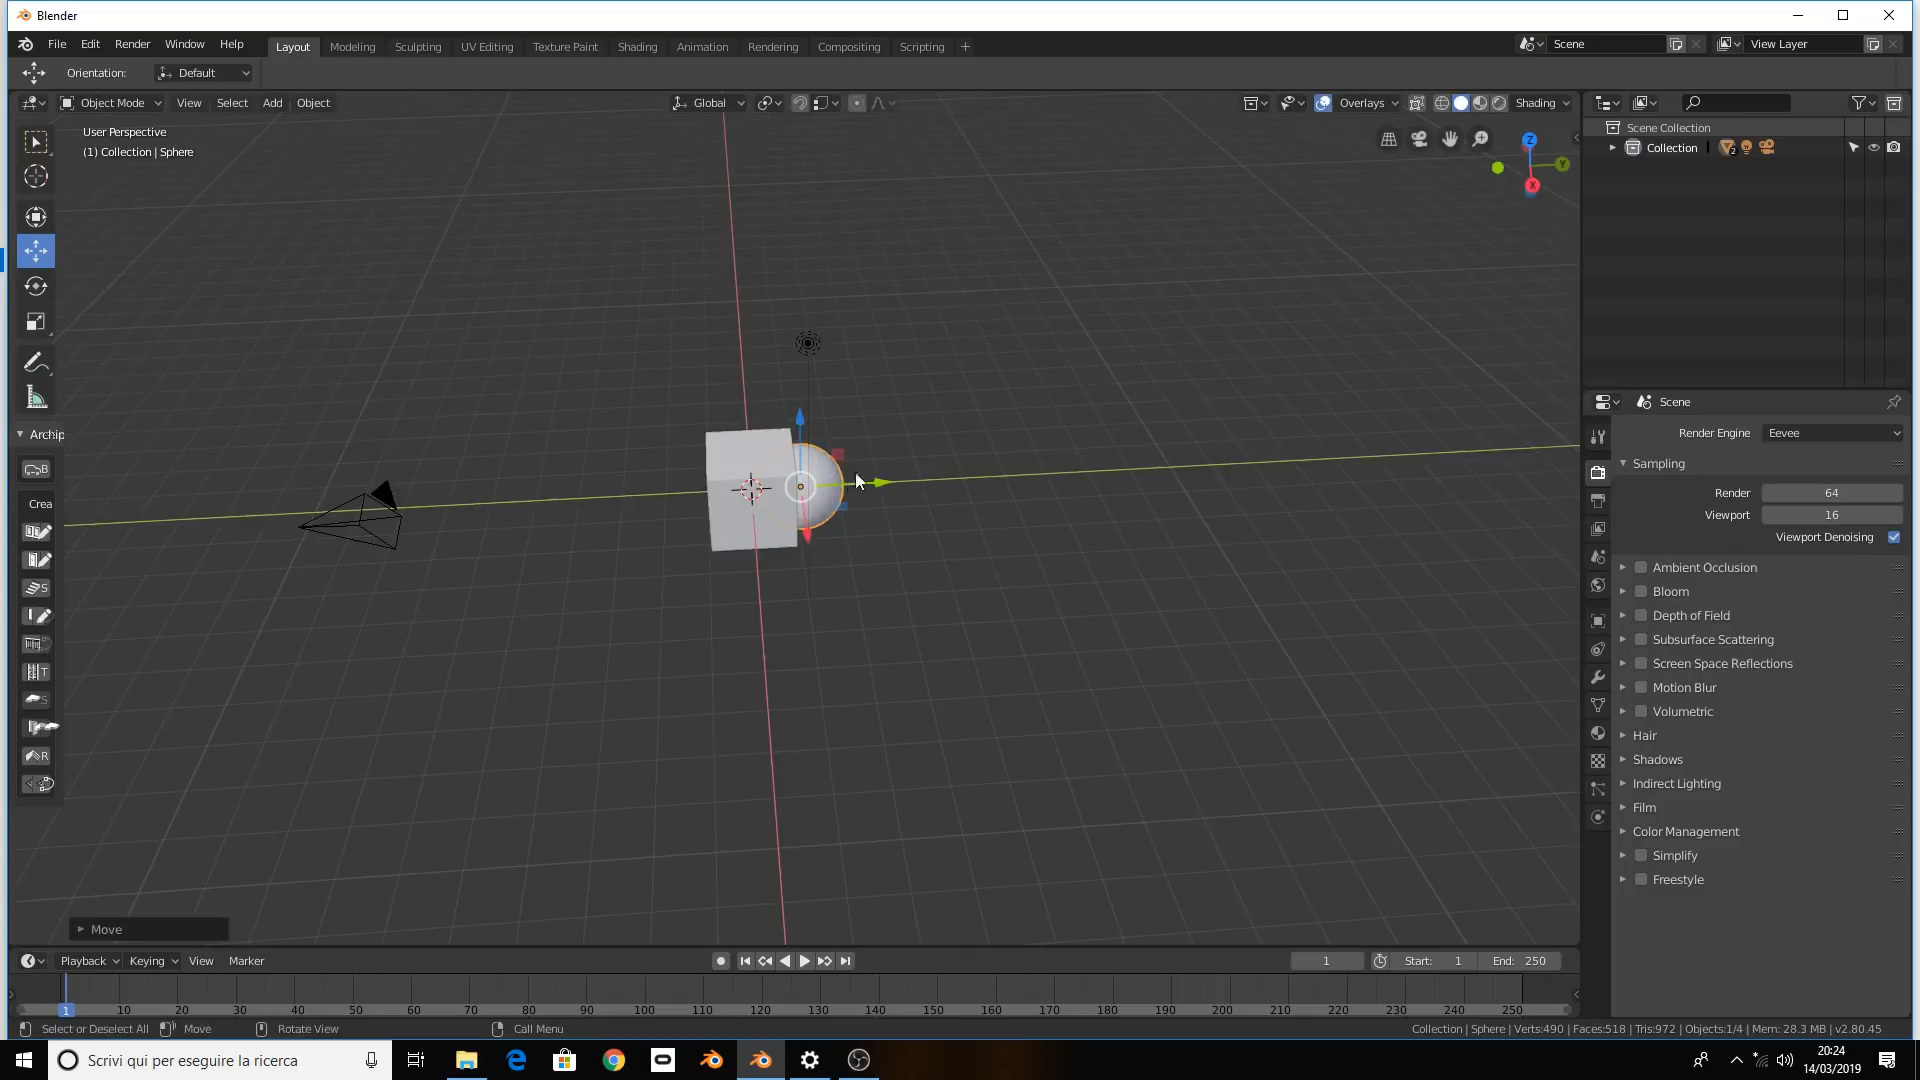 Blender
File Edit Render Window Help Layout Modeling Sculpting UV Editing Texture Paint Shading Animation Rendering Compositing Scripting + Scene View Layer
Orientation: Default
Object Mode View Select Add Object Global Overlays Shading
User Perspective
(1) Collection | Sphere
Z
Y
X
Scene Collection
Collection 2
Archip
B
Crea
S
T
S
R
Scene
Render Engine Eevee
Sampling
Render 64
Viewport 16
Viewport Denoising
Ambient Occlusion
Bloom
Depth of Field
Subsurface Scattering
Screen Space Reflections
Motion Blur
Volumetric
Hair
Shadows
Indirect Lighting
Film
Color Management
Simplify
Freestyle
Move
Playback Keying View Marker 1 Start: 1 End: 250
1 10 20 30 40 50 60 70 80 90 100 110 120 130 140 150 160 170 180 190 200 210 220 230 240 250
Select or Deselect All Move Rotate View Call Menu Collection | Sphere | Verts:490 | Faces:518 | Tris:972 | Objects:1/4 | Mem: 28.3 MB | v2.80.45
Scrivi qui per eseguire la ricerca
20:24
14/03/2019